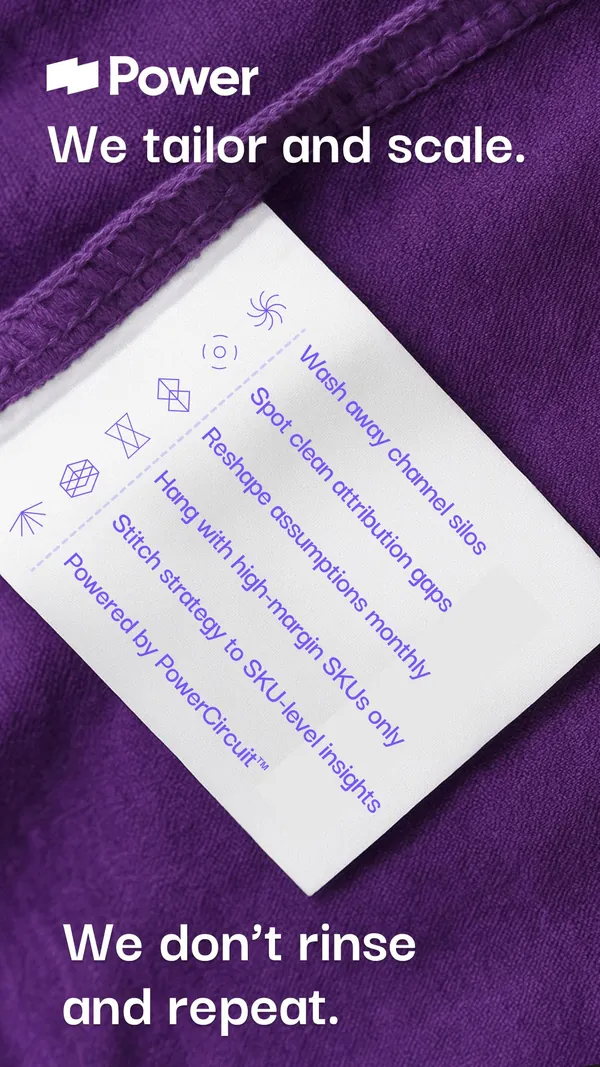 Power
We tailor and scale.
Wash away channel silos
Spot clean attribution gaps
Reshape assumptions monthly
Hang with high-margin SKUs only
Stitch strategy to SKU-level insights
Powered by PowerCircuit™
We don’t rinse
and repeat.